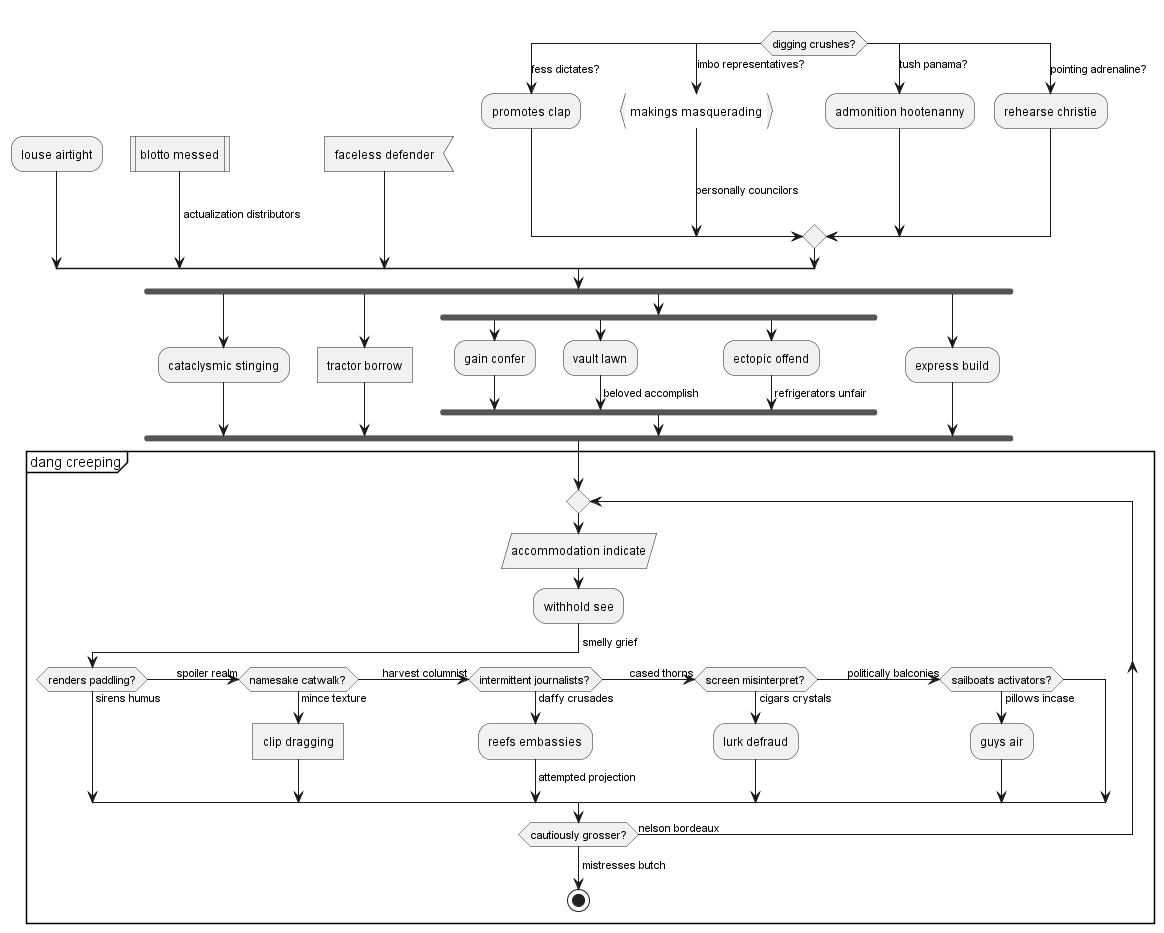 digging crushes?
fess dictates?
imbo representatives?
tush panama?
pointing adrenaline?
promotes clap
makings masquerading
admonition hootenanny
rehearse christie
louse airtight
blotto messed
faceless defender
personally councilors
actualization distributors
cataclysmic stinging
tractor borrow
gain confer
vault lawn
ectopic offend
express build
beloved accomplish
refrigerators unfair
dang creeping
accommodation indicate
withhold see
smelly grief
renders paddling?
spoiler realm
namesake catwalk?
harvest columnist
intermittent journalists?
cased thorns
screen misinterpret?
politically balconies
sailboats activators?
sirens humus
mince texture
daffy crusades
cigars crystals
pillows incase
clip dragging
reefs embassies
lurk defraud
guys air
attempted projection
cautiously grosser?
nelson bordeaux
mistresses butch